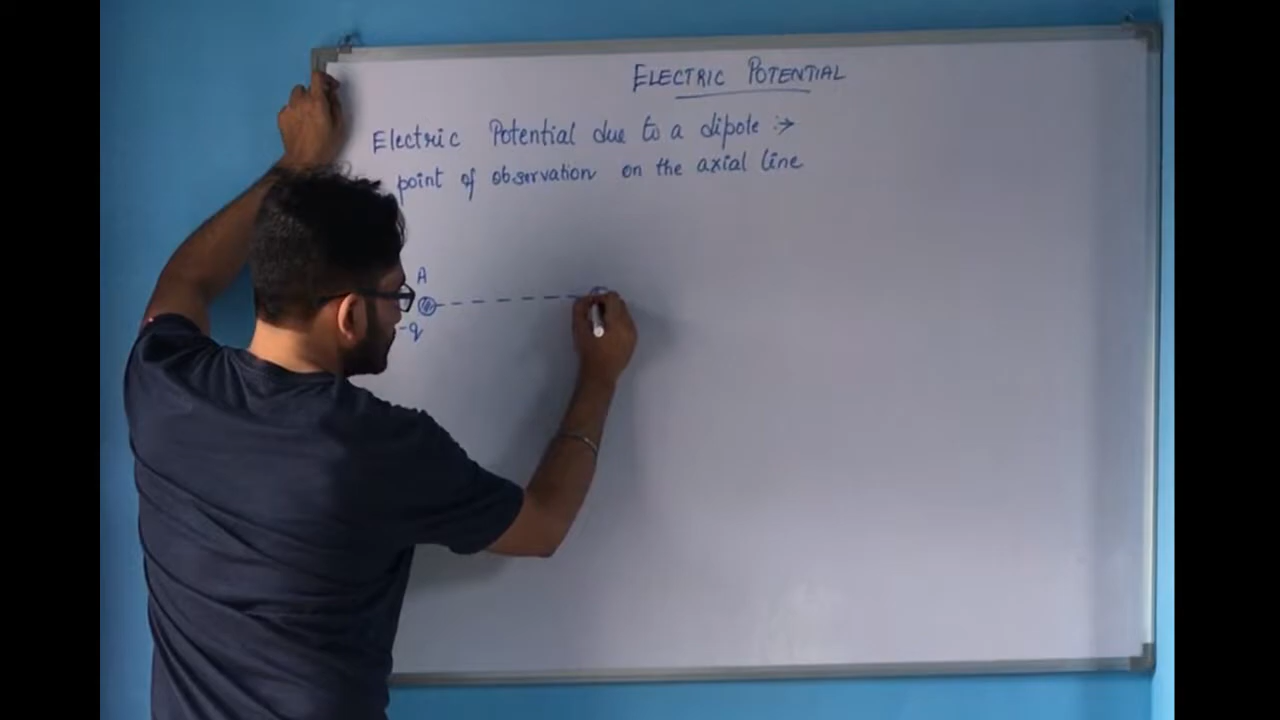 ELECTRIC POTENTIAL
Electric Potential due to a dipole :→
point of observation on the axial line
A
-q